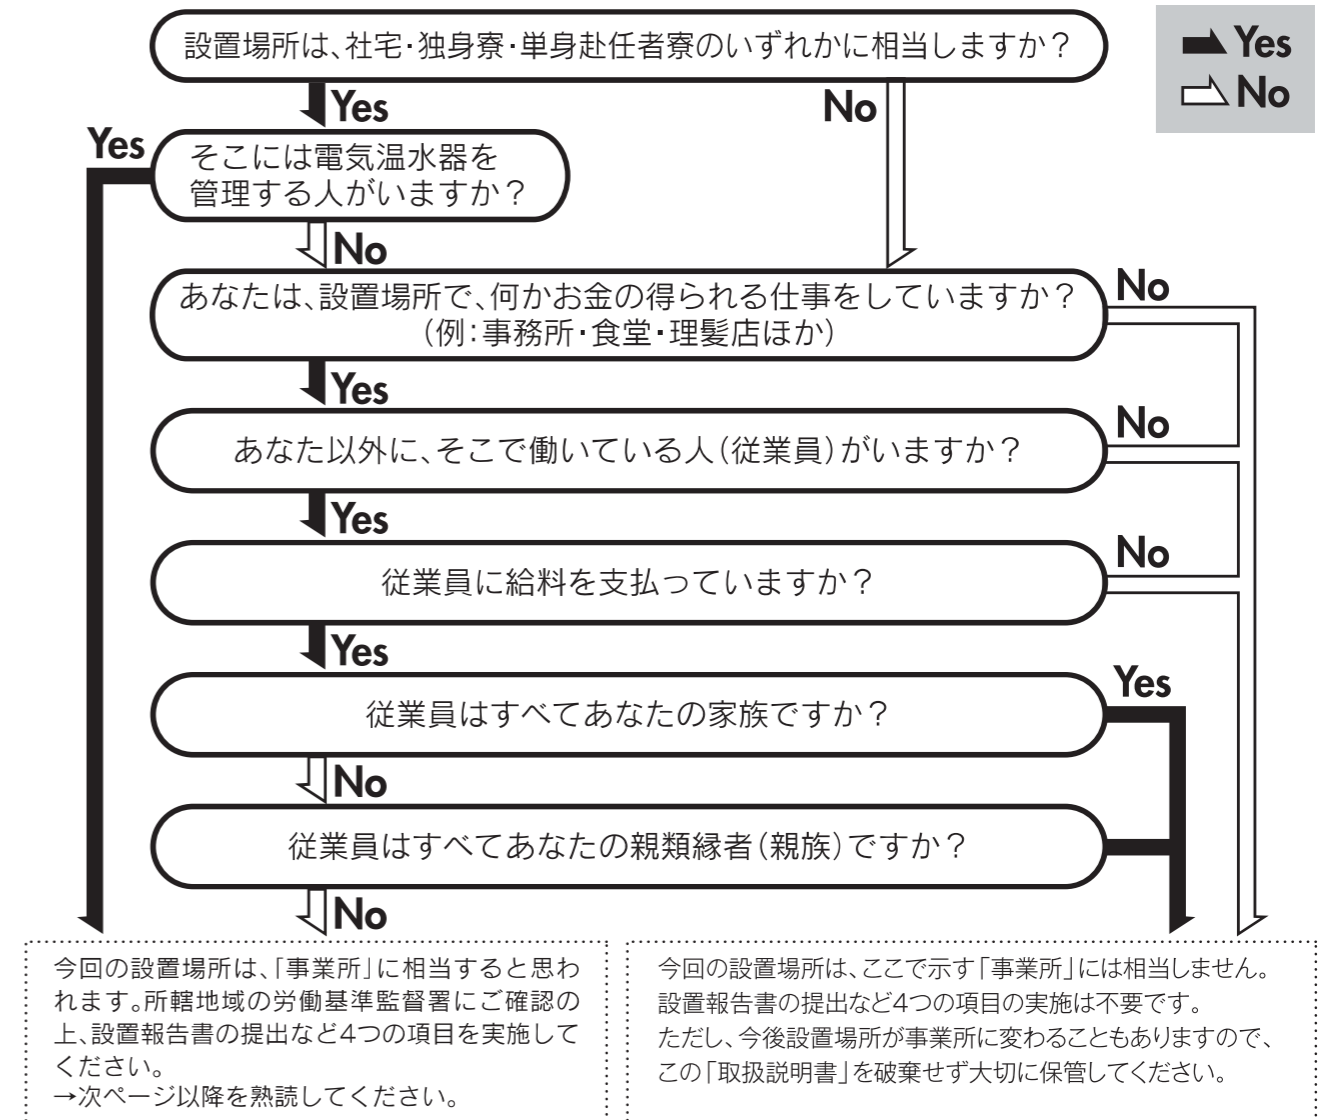 設置場所は、社宅・独身寮・単身赴任者寮のいずれかに相当しますか？
Yes
No
Yes
No
Yes
そこには電気温水器を
管理する人がいますか？
No
あなたは、設置場所で、何かお金の得られる仕事をしていますか？
（例：事務所・食堂・理髪店ほか）
No
Yes
あなた以外に、そこで働いている人（従業員）がいますか？
No
Yes
従業員に給料を支払っていますか？
No
Yes
従業員はすべてあなたの家族ですか？
Yes
No
従業員はすべてあなたの親類縁者（親族）ですか？
No
今回の設置場所は、「事業所」に相当すると思わ
れます。所轄地域の労働基準監督署にご確認の
上、設置報告書の提出など4つの項目を実施して
ください。
→次ページ以降を熟読してください。
今回の設置場所は、ここで示す「事業所」には相当しません。
設置報告書の提出など4つの項目の実施は不要です。
ただし、今後設置場所が事業所に変わることもありますので、
この「取扱説明書」を破棄せず大切に保管してください。